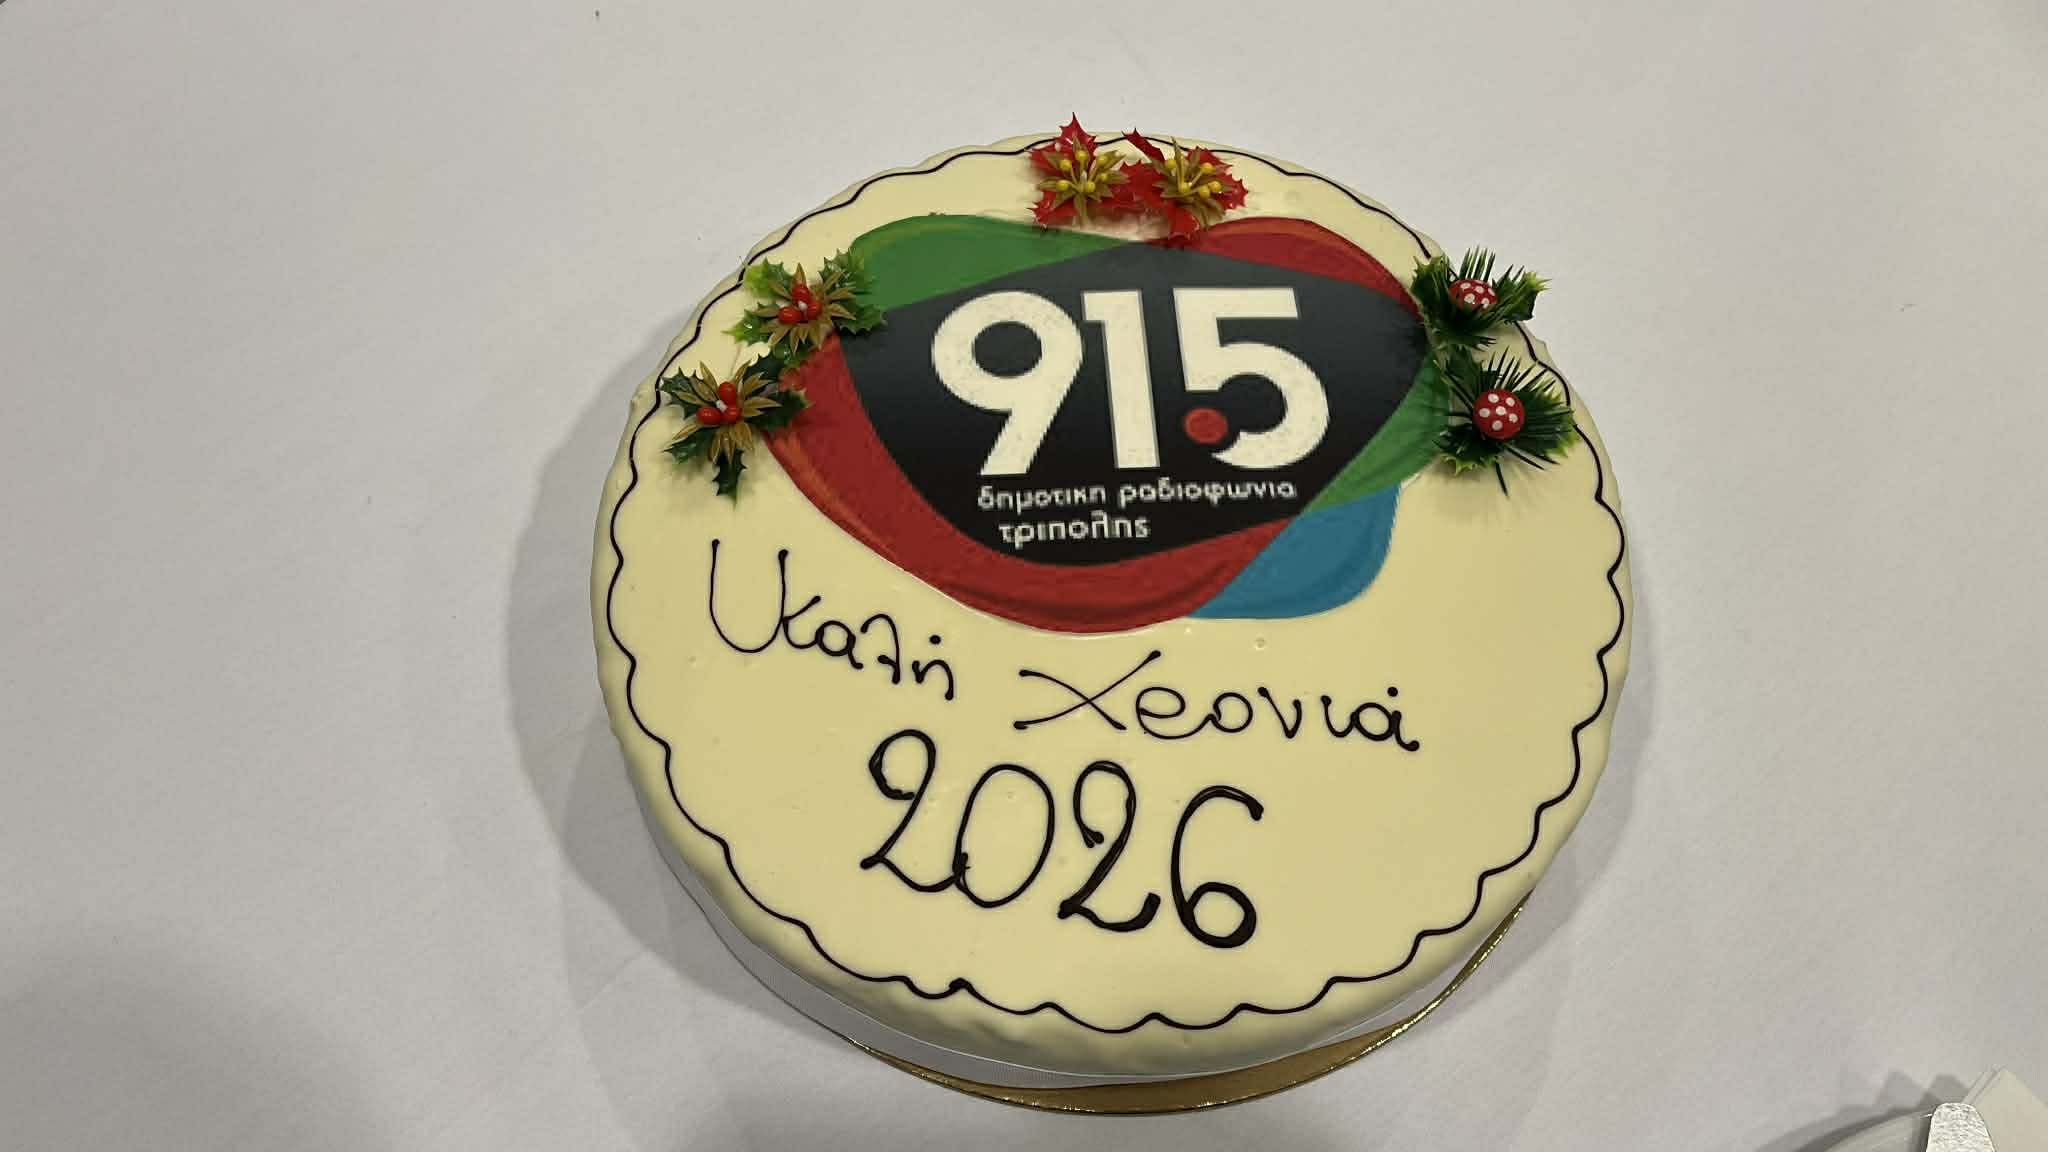 91.5
δημοτικη ραδιοφωνια
τριπολης
Καλή Χρονιά
2026